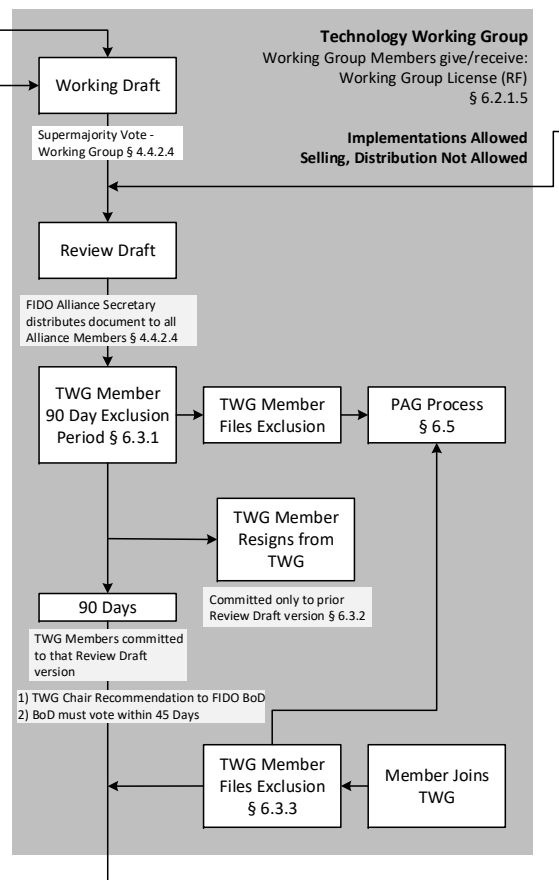 Technology Working Group
Working Group Members give/receive:
Working Group License (RF)
§ 6.2.1.5
Implementations Allowed
Selling, Distribution Not Allowed
Working Draft
Supermajority Vote -
Working Group § 4.4.2.4
Review Draft
FIDO Alliance Secretary
distributes document to all
Alliance Members § 4.4.2.4
TWG Member
90 Day Exclusion
Period § 6.3.1
TWG Member
Files Exclusion
PAG Process
§ 6.5
TWG Member
Resigns from
TWG
Committed only to prior
Review Draft version § 6.3.2
90 Days
TWG Members committed
to that Review Draft
version
1) TWG Chair Recommendation to FIDO BoD
2) BoD must vote within 45 Days
TWG Member
Files Exclusion
§ 6.3.3
Member Joins
TWG